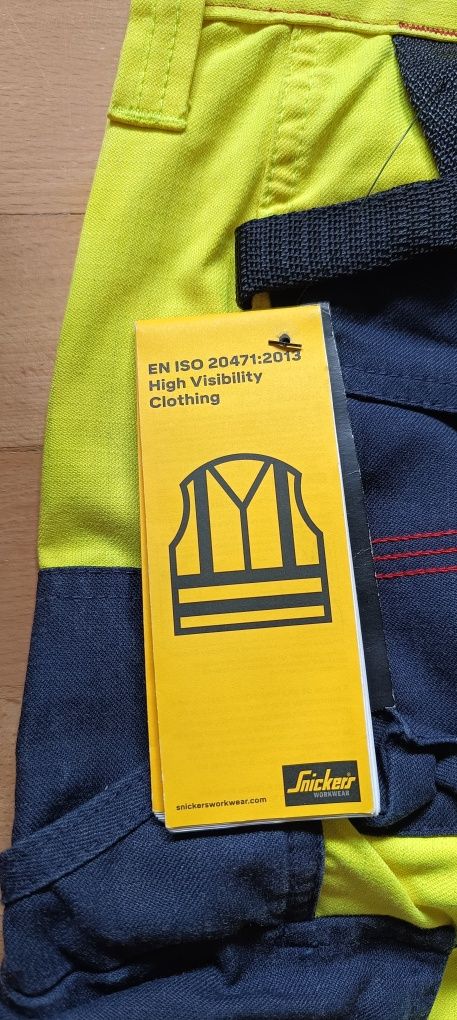 EN ISO 20471:2013
High Visibility
Clothing
Snickers®
WORKWEAR
snickersworkwear.com